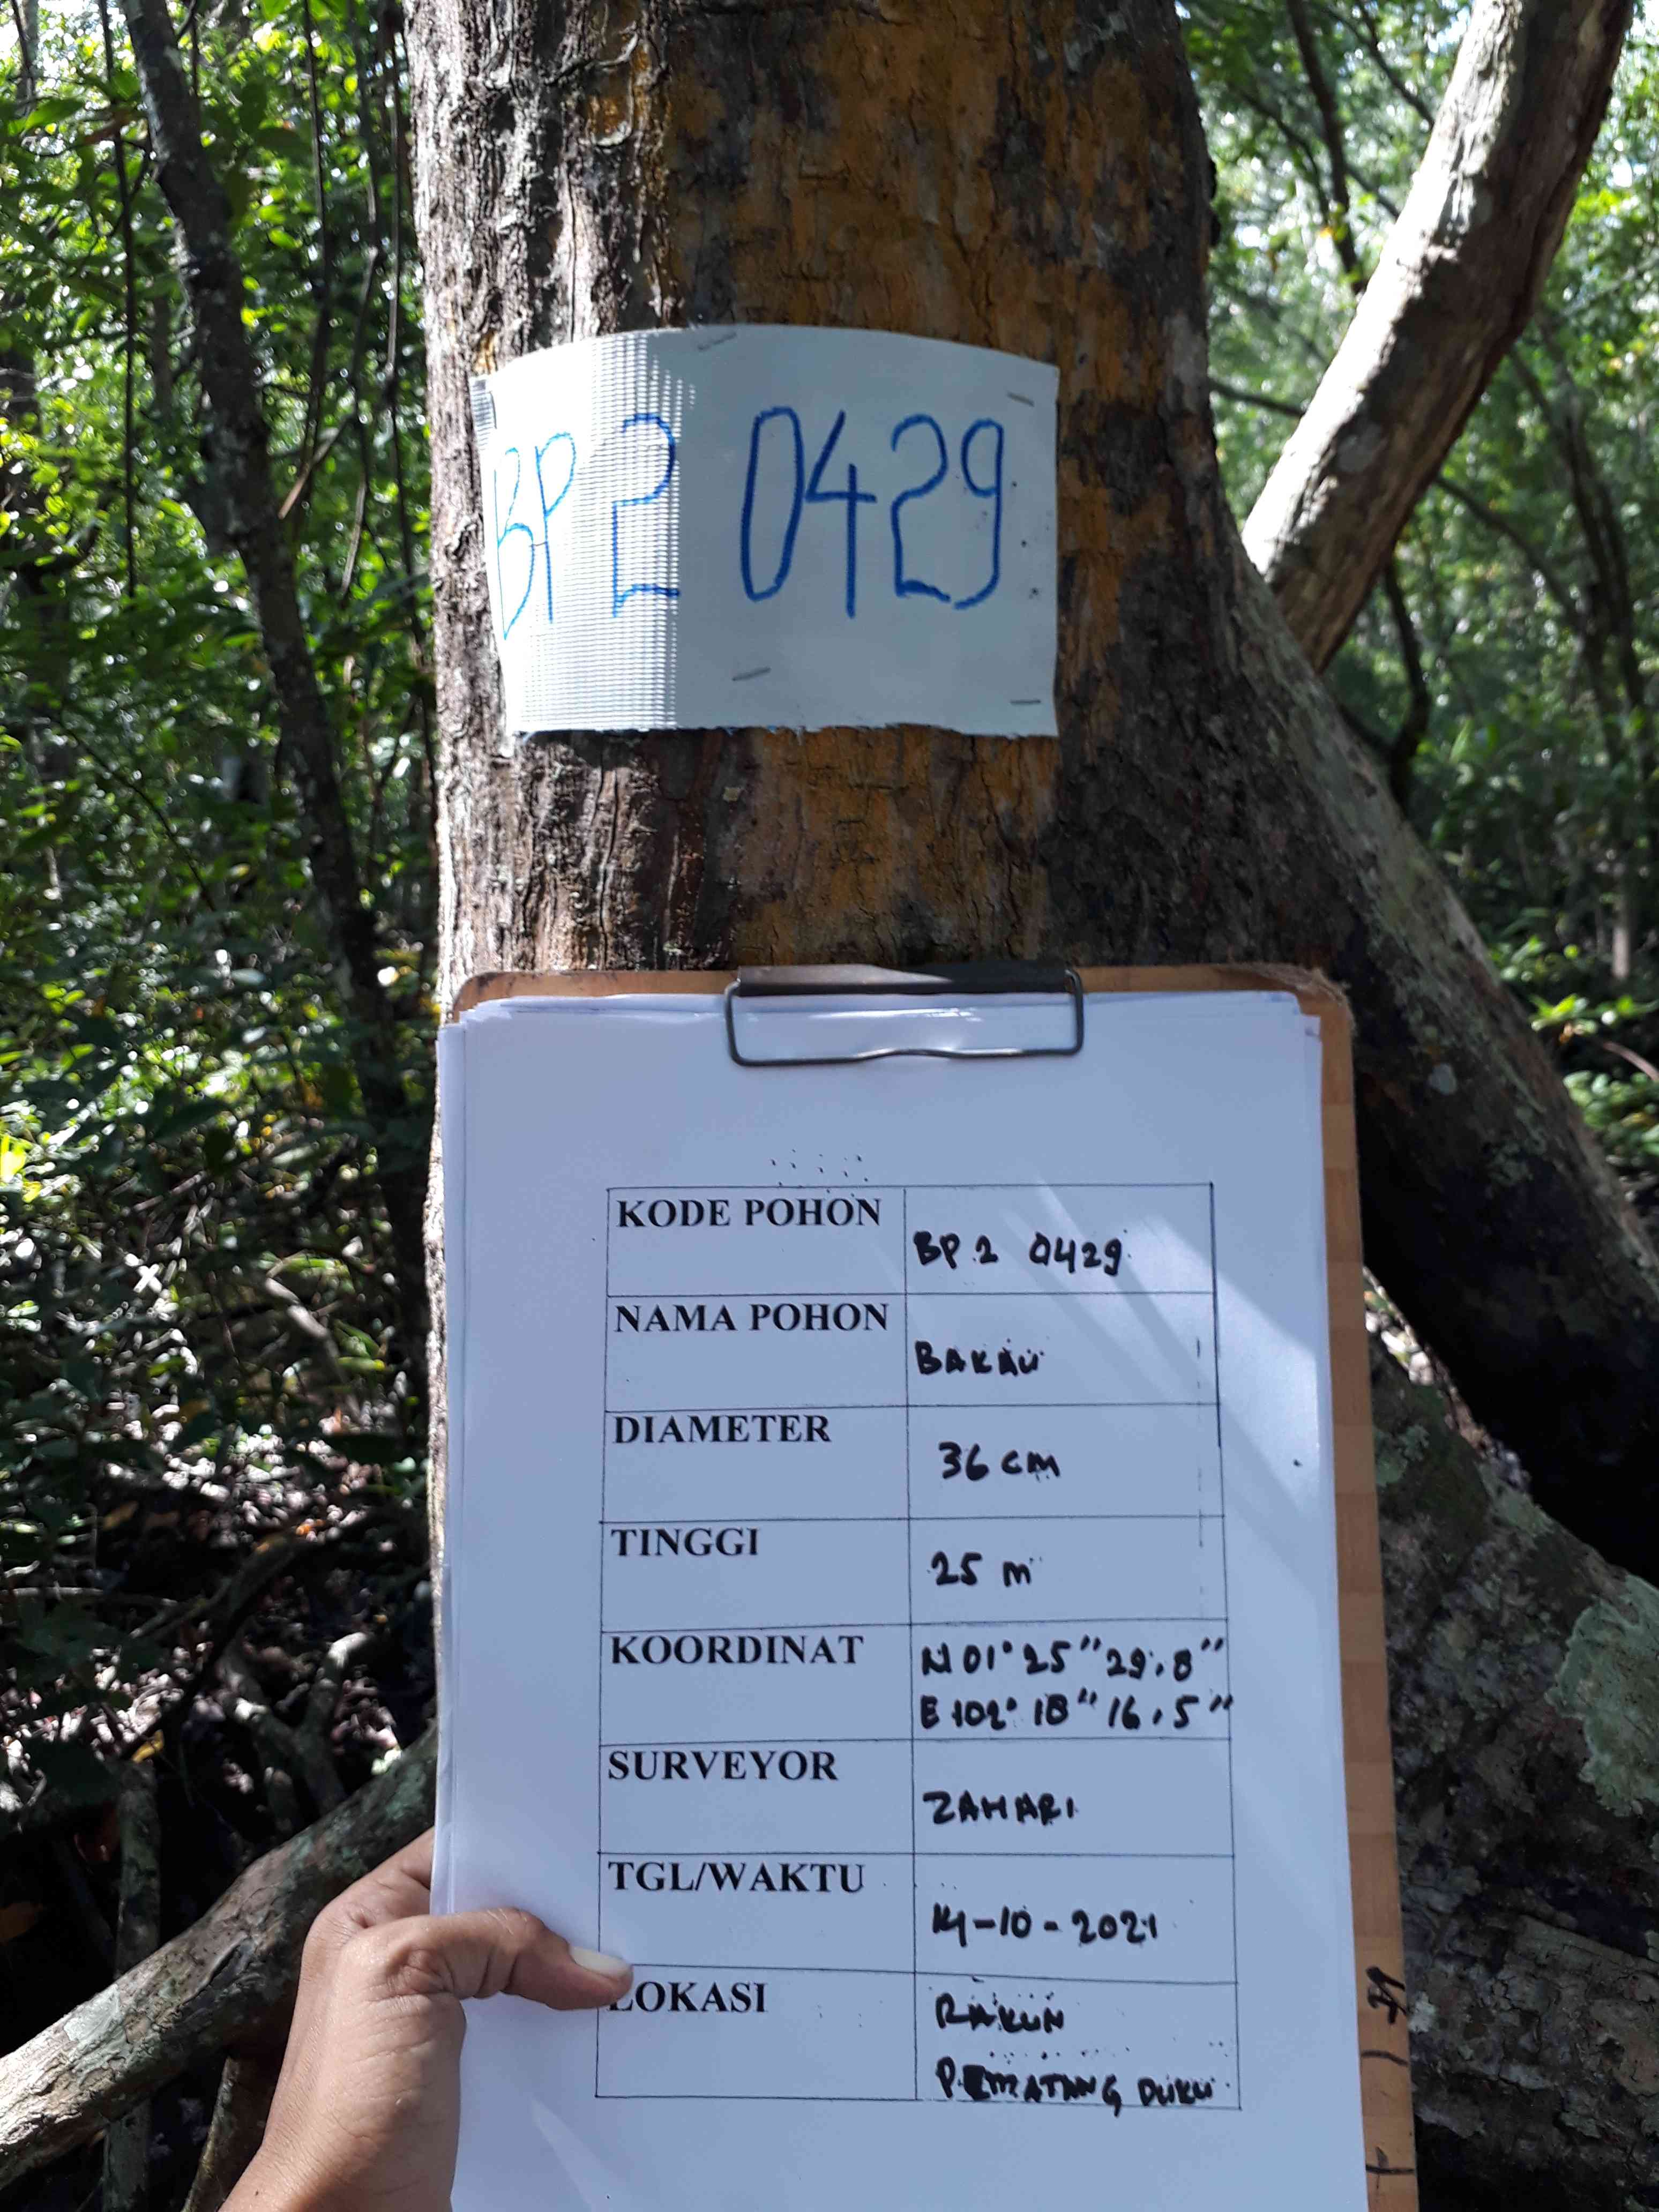 BP 2 0429
KODE POHON
BP 2 0429
NAMA POHON
BAKAU
DIAMETER
36 cm
TINGGI
25 m
KOORDINAT
N 01° 25" 29,8"
E 102° 18" 16,5"
SURVEYOR
ZAHARI
TGL/WAKTU
14-10-2021
LOKASI
RAKUN
PEMATANG DUKU